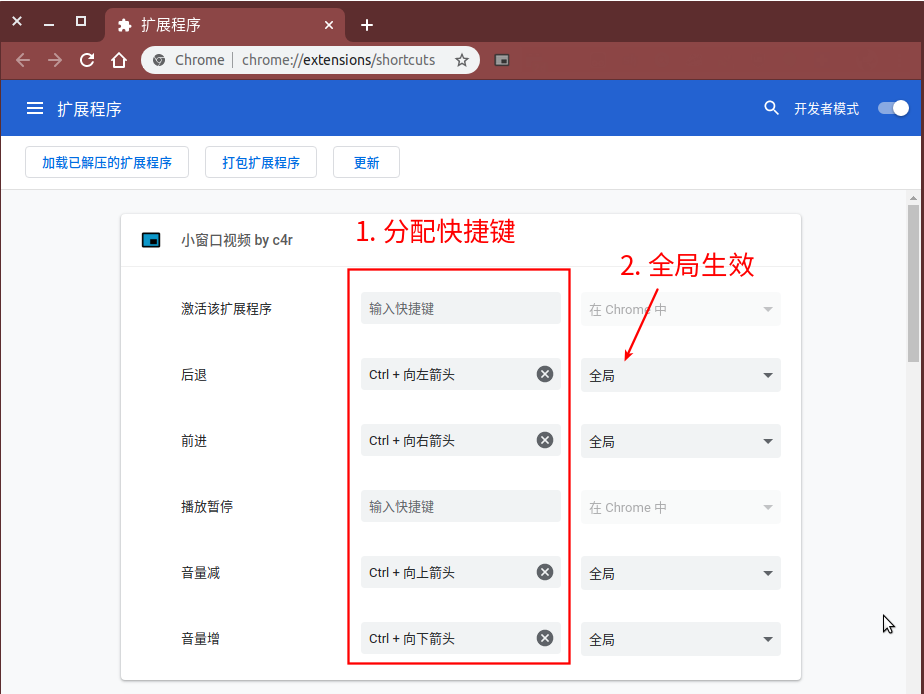 扩展程序
Chrome chrome://extensions/shortcuts
扩展程序 开发者模式
加载已解压的扩展程序 打包扩展程序 更新
小窗口视频 by c4r
1. 分配快捷键
2. 全局生效
激活该扩展程序 输入快捷键 在 Chrome 中
后退 Ctrl + 向左箭头 全局
前进 Ctrl + 向右箭头 全局
播放暂停 输入快捷键 在 Chrome 中
音量减 Ctrl + 向上箭头 全局
音量增 Ctrl + 向下箭头 全局